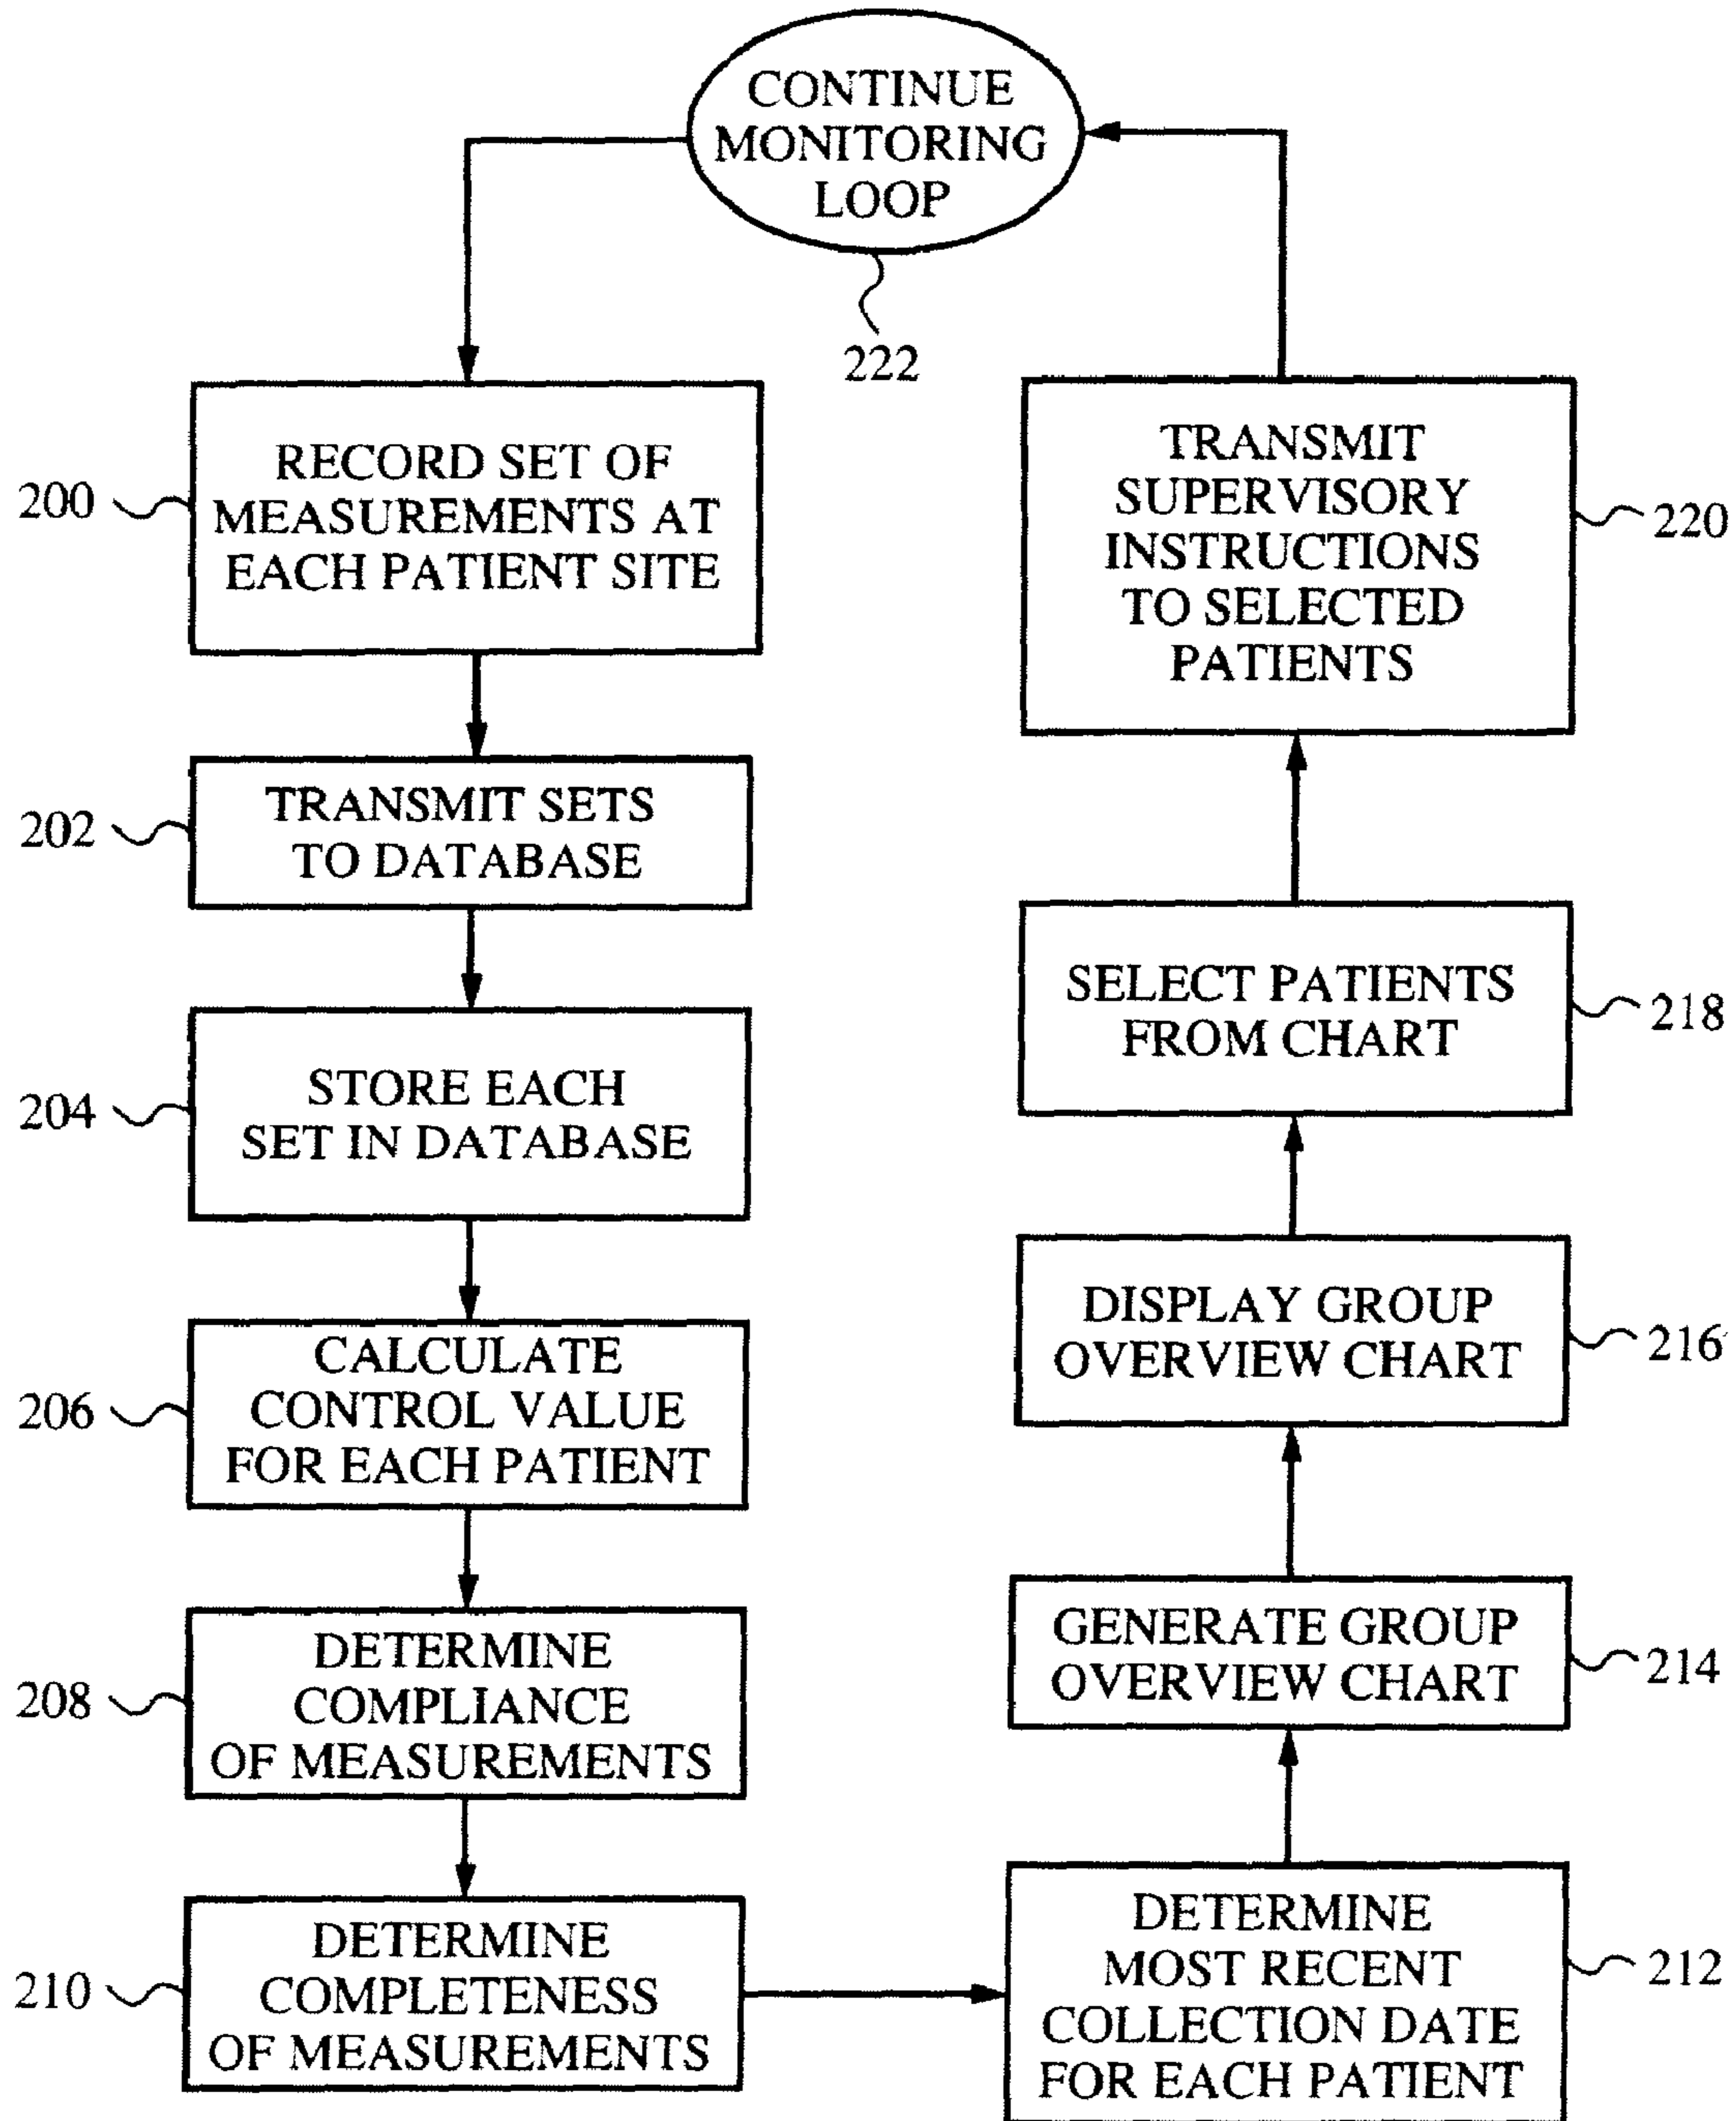 CONTINUE
MONITORING
LOOP
222
200
RECORD SET OF
MEASUREMENTS AT
EACH PATIENT SITE
202
TRANSMIT SETS
TO DATABASE
204
STORE EACH
SET IN DATABASE
206
CALCULATE
CONTROL VALUE
FOR EACH PATIENT
208
DETERMINE
COMPLIANCE
OF MEASUREMENTS
210
DETERMINE
COMPLETENESS
OF MEASUREMENTS
DETERMINE
MOST RECENT
COLLECTION DATE
FOR EACH PATIENT
212
GENERATE GROUP
OVERVIEW CHART
214
DISPLAY GROUP
OVERVIEW CHART
216
SELECT PATIENTS
FROM CHART
218
TRANSMIT
SUPERVISORY
INSTRUCTIONS
TO SELECTED
PATIENTS
220